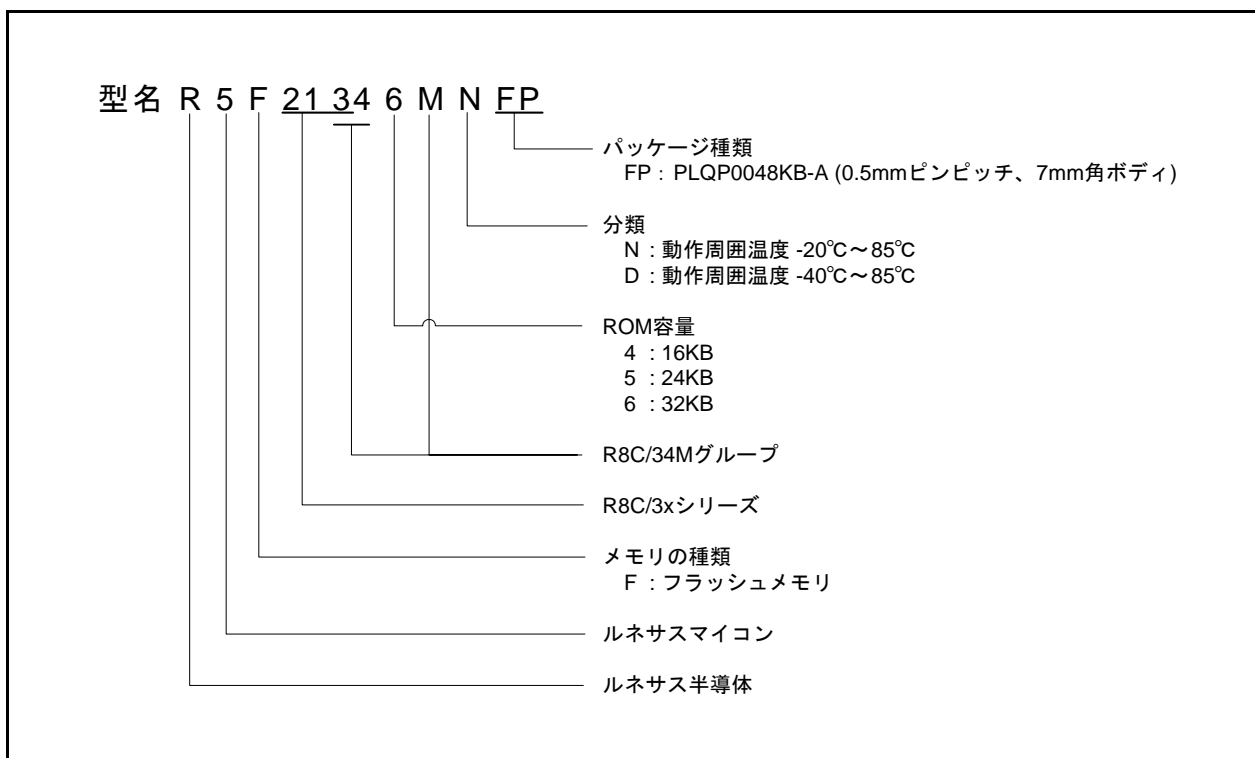 型名 R 5 F 21 34 6 M N FP
パッケージ種類
FP : PLQP0048KB-A (0.5mmピンピッチ、7mm角ボディ)
分類
N : 動作周囲温度 -20℃～85℃
D : 動作周囲温度 -40℃～85℃
ROM容量
4 : 16KB
5 : 24KB
6 : 32KB
R8C/34Mグループ
R8C/3xシリーズ
メモリの種類
F : フラッシュメモリ
ルネサスマイコン
ルネサス半導体